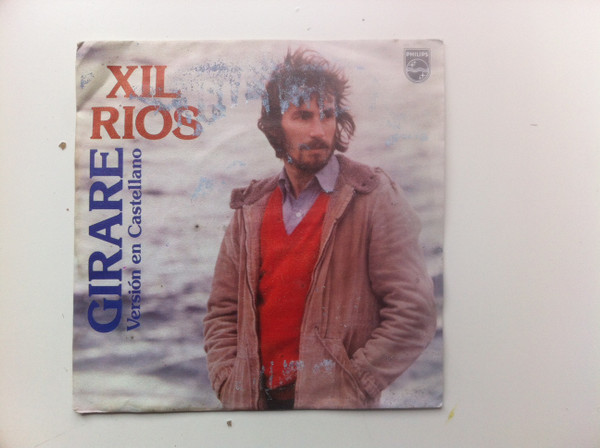 XIL
RIOS
GIRARE
Versión en Castellano
PHILIPS